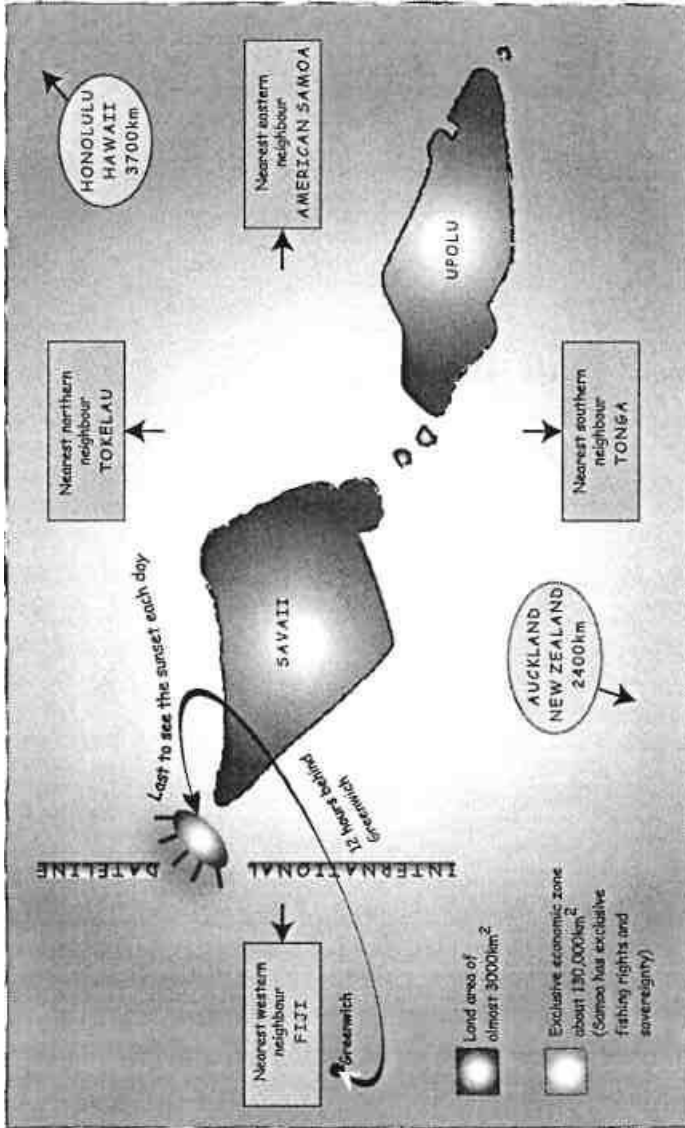 HONOLULU
HAWAII
3700km
Nearest northern
neighbour
TOKELAU
Nearest eastern
neighbour
AMERICAN SAMOA
Last to see the sunset each day
SAVAII
UPOLU
12 hours behind
Greenwich
INTERNATIONAL DATELINE
Nearest western
neighbour
FIJI
Greenwich
AUCKLAND
NEW ZEALAND
2400km
Nearest southern
neighbour
TONGA
Land area of
almost 3000km²
Exclusive economic zone
about 130,000km²
(Samoa has exclusive
fishing rights and
sovereignty)